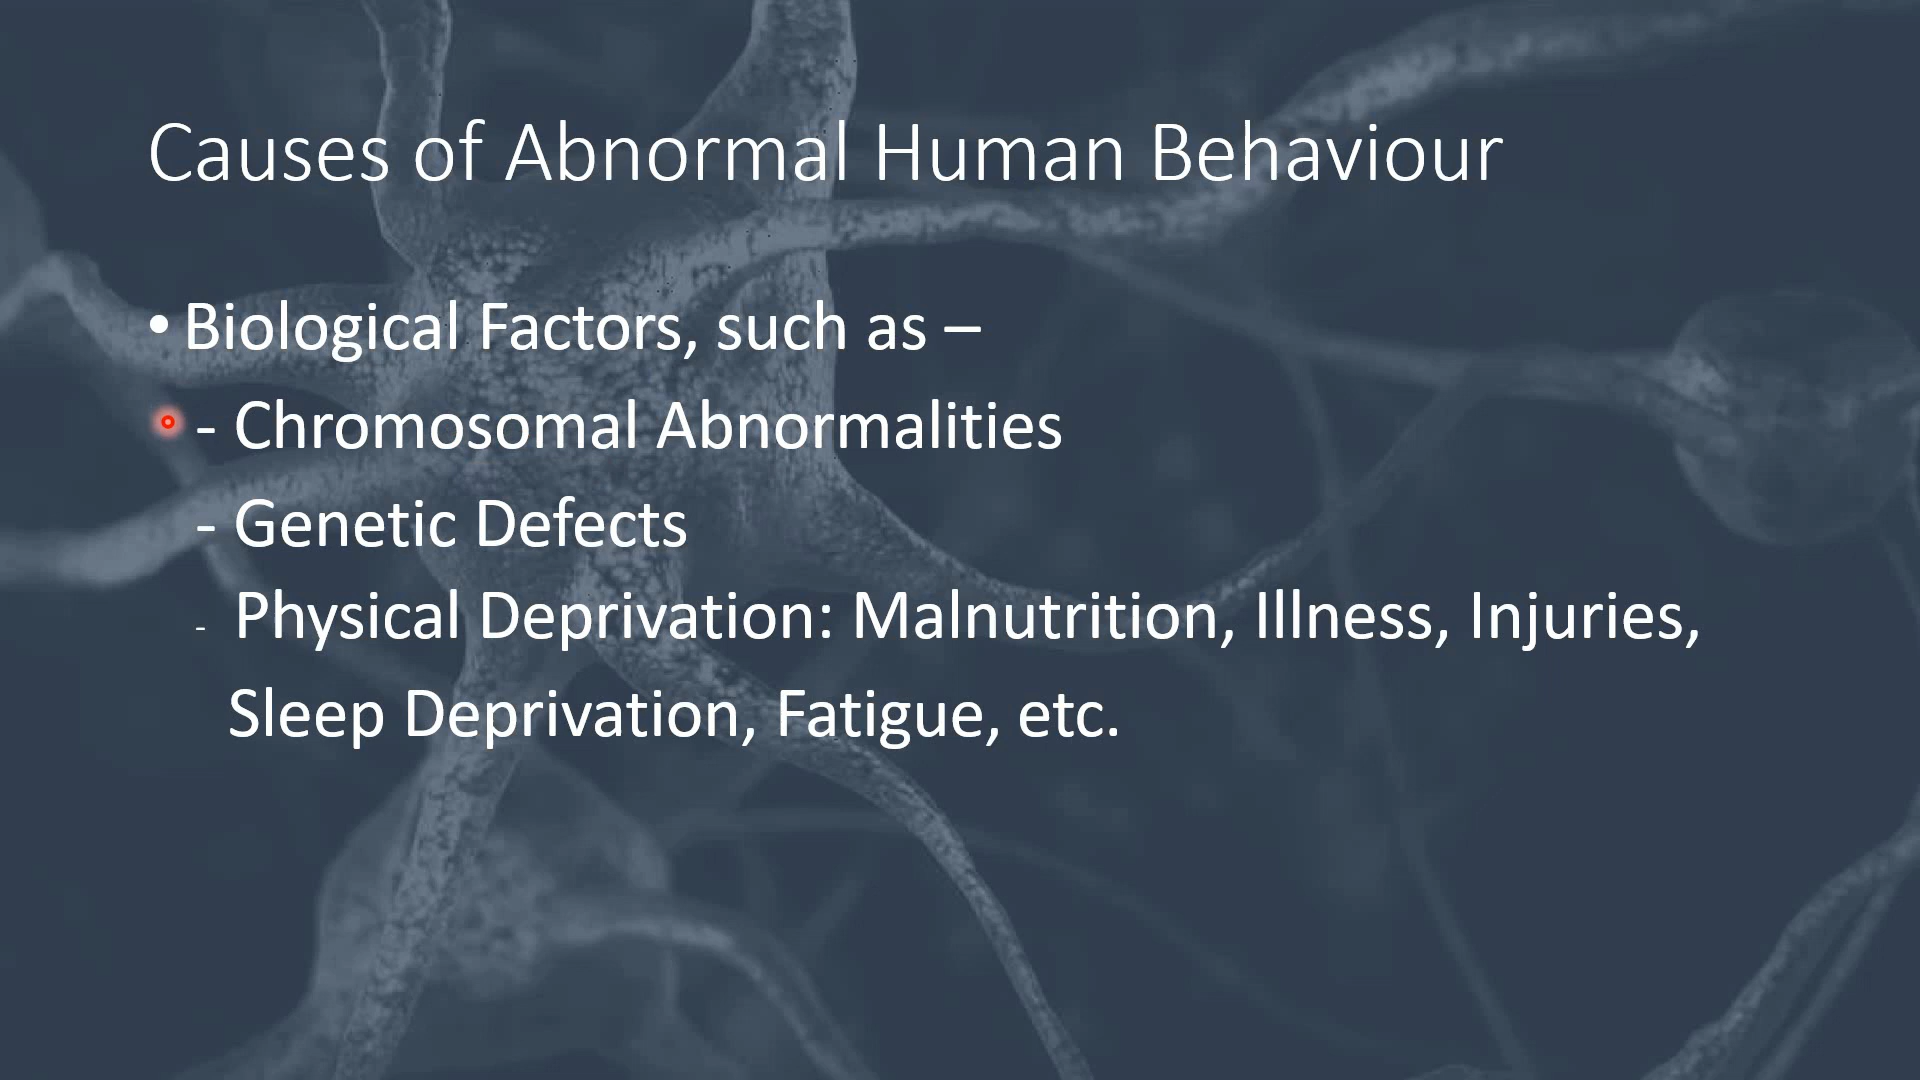 Causes of Abnormal Human Behaviour
• Biological Factors, such as –
- Chromosomal Abnormalities
- Genetic Defects
- Physical Deprivation: Malnutrition, Illness, Injuries,
Sleep Deprivation, Fatigue, etc.